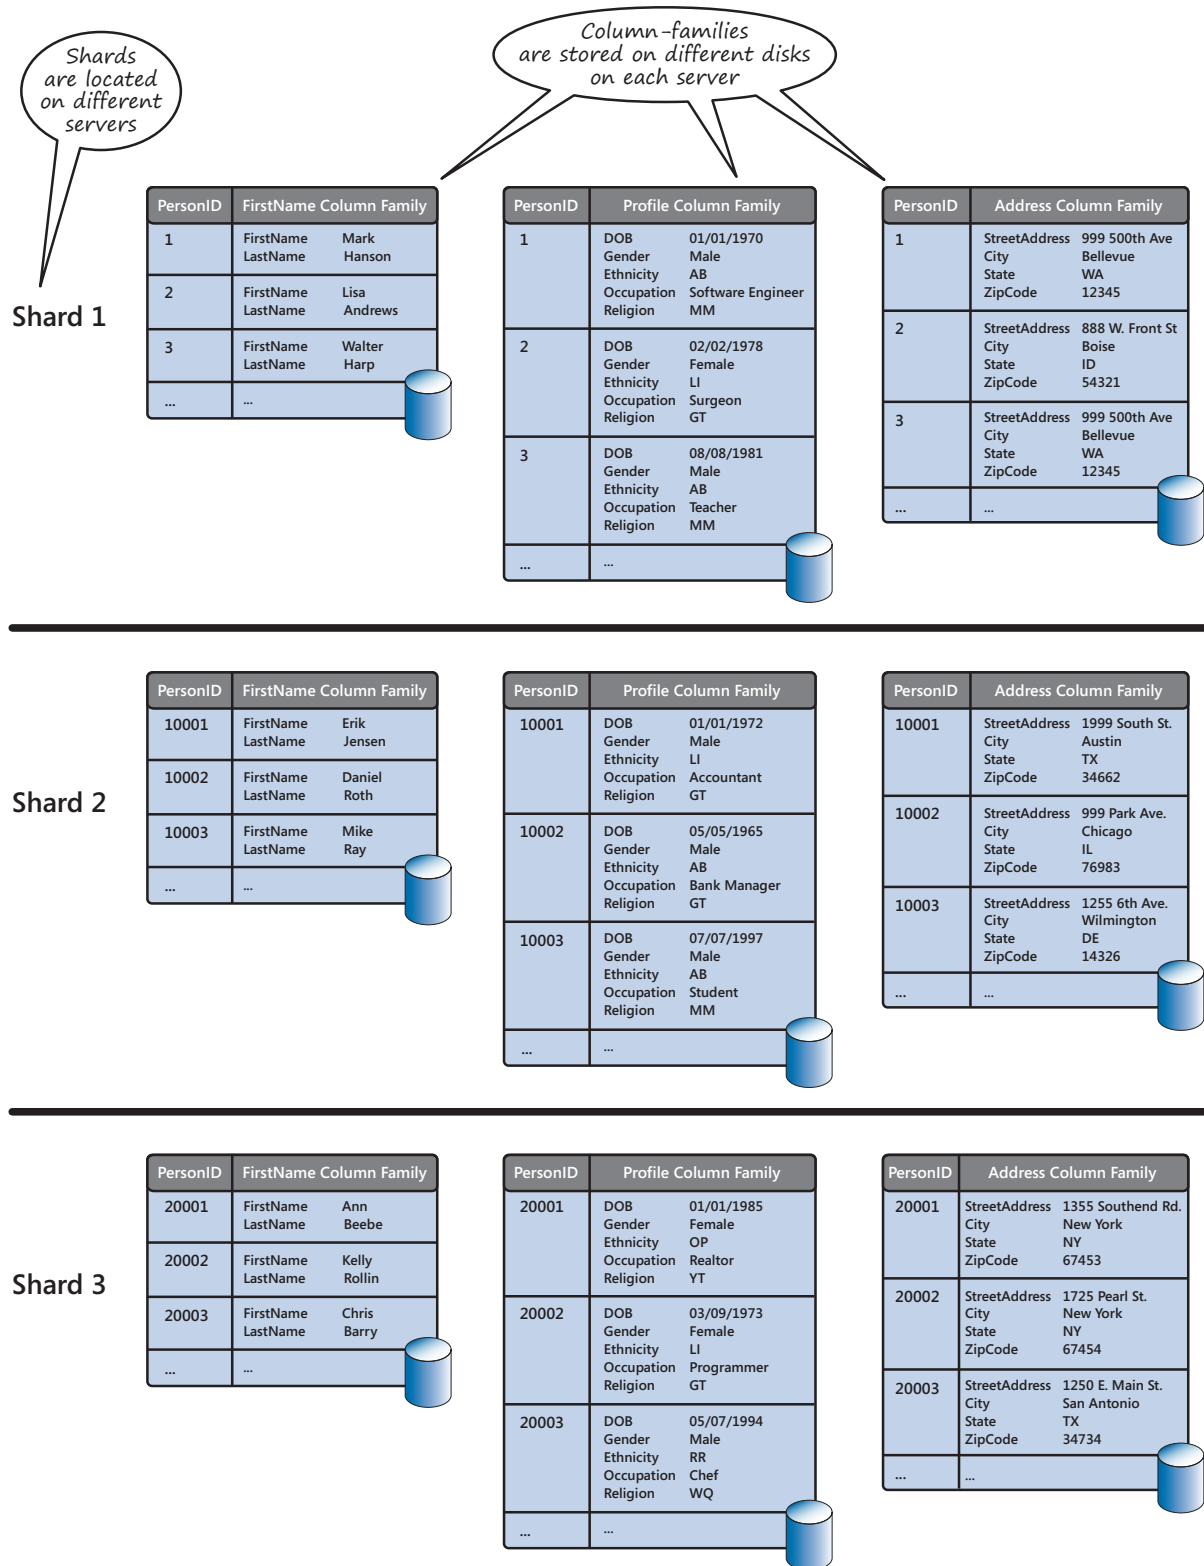 Shards
are located
on different
servers
Column-families
are stored on different disks
on each server
Shard 1
PersonID FirstName Column Family
1 FirstName Mark
LastName Hanson
2 FirstName Lisa
LastName Andrews
3 FirstName Walter
LastName Harp
... ...
PersonID Profile Column Family
1 DOB 01/01/1970
Gender Male
Ethnicity AB
Occupation Software Engineer
Religion MM
2 DOB 02/02/1978
Gender Female
Ethnicity LI
Occupation Surgeon
Religion GT
3 DOB 08/08/1981
Gender Male
Ethnicity AB
Occupation Teacher
Religion MM
... ...
PersonID Address Column Family
1 StreetAddress 999 500th Ave
City Bellevue
State WA
ZipCode 12345
2 StreetAddress 888 W. Front St
City Boise
State ID
ZipCode 54321
3 StreetAddress 999 500th Ave
City Bellevue
State WA
ZipCode 12345
... ...
Shard 2
PersonID FirstName Column Family
10001 FirstName Erik
LastName Jensen
10002 FirstName Daniel
LastName Roth
10003 FirstName Mike
LastName Ray
... ...
PersonID Profile Column Family
10001 DOB 01/01/1972
Gender Male
Ethnicity LI
Occupation Accountant
Religion GT
10002 DOB 05/05/1965
Gender Male
Ethnicity AB
Occupation Bank Manager
Religion GT
10003 DOB 07/07/1997
Gender Male
Ethnicity AB
Occupation Student
Religion MM
... ...
PersonID Address Column Family
10001 StreetAddress 1999 South St.
City Austin
State TX
ZipCode 34662
10002 StreetAddress 999 Park Ave.
City Chicago
State IL
ZipCode 76983
10003 StreetAddress 1255 6th Ave.
City Wilmington
State DE
ZipCode 14326
... ...
Shard 3
PersonID FirstName Column Family
20001 FirstName Ann
LastName Beebe
20002 FirstName Kelly
LastName Rollin
20003 FirstName Chris
LastName Barry
... ...
PersonID Profile Column Family
20001 DOB 01/01/1985
Gender Female
Ethnicity OP
Occupation Realtor
Religion YT
20002 DOB 03/09/1973
Gender Female
Ethnicity LI
Occupation Programmer
Religion GT
20003 DOB 05/07/1994
Gender Male
Ethnicity RR
Occupation Chef
Religion WQ
... ...
PersonID Address Column Family
20001 StreetAddress 1355 Southend Rd.
City New York
State NY
ZipCode 67453
20002 StreetAddress 1725 Pearl St.
City New York
State NY
ZipCode 67454
20003 StreetAddress 1250 E. Main St.
City San Antonio
State TX
ZipCode 34734
... ...